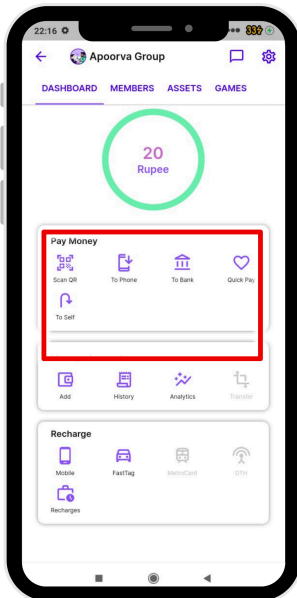 22:16
33
Apoorva Group
DASHBOARD MEMBERS ASSETS GAMES
20
Rupee
Pay Money
Scan QR To Phone To Bank Quick Pay
To Self
Add History Analytics Transfer
Recharge
Mobile FastTag MetroCard DTH
Recharges